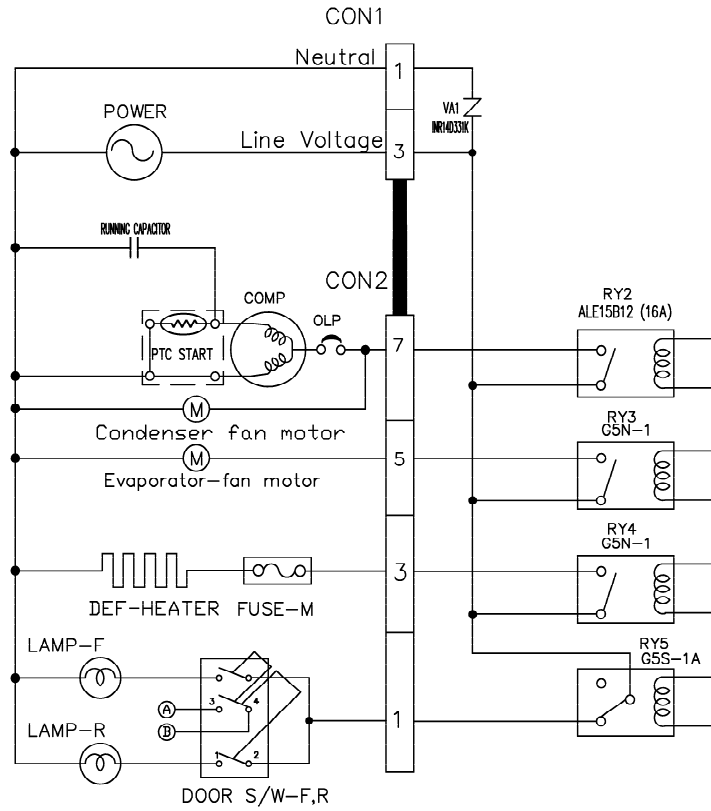 CON1
Neutral
1
VA1
INR14D331K
POWER
Line Voltage
3
RUNNING CAPACITOR
CON2
COMP
OLP
PTC START
7
RY2
ALE15B12 (16A)
M
Condenser fan motor
RY3
G5N-1
M
5
Evaporator-fan motor
RY4
G5N-1
3
DEF-HEATER FUSE-M
LAMP-F
RY5
G5S-1A
A
3 4
B
1
LAMP-R
1 2
DOOR S/W-F,R